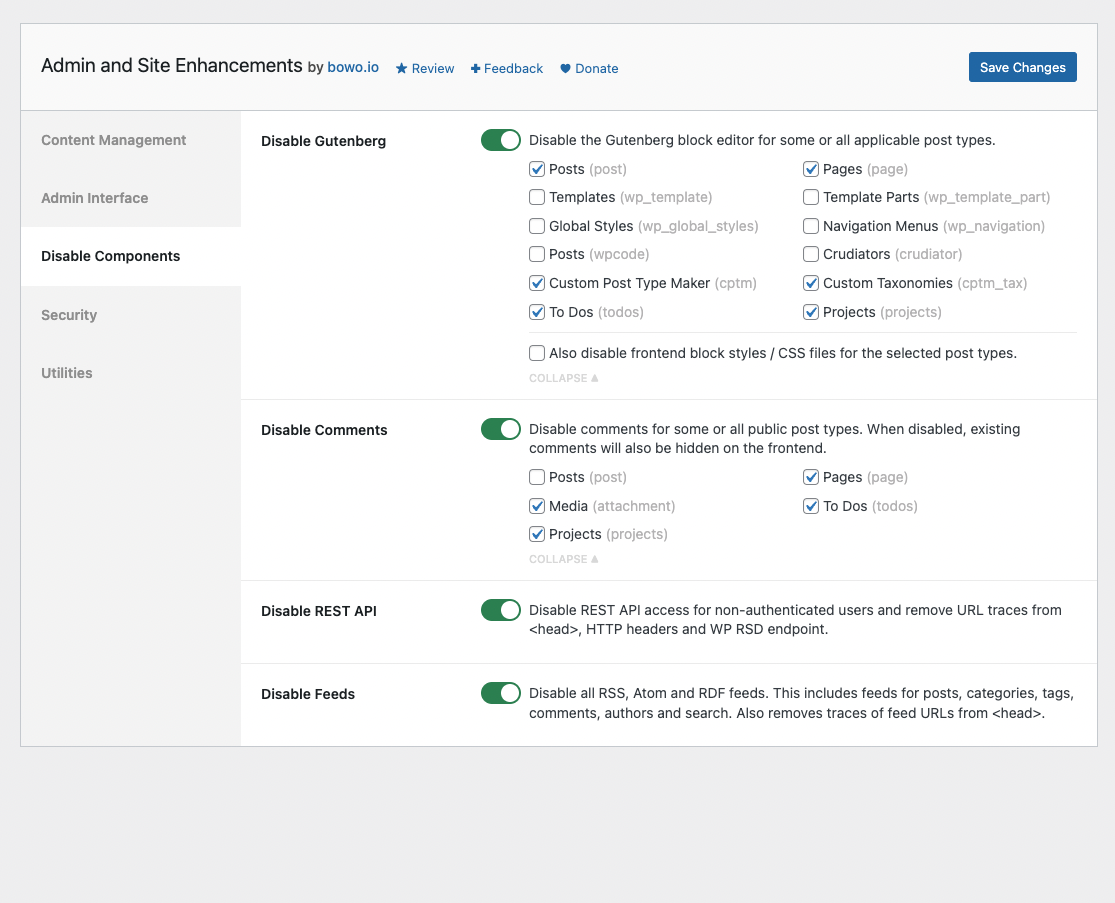 Admin and Site Enhancements by bowo.io Review Feedback Donate
Save Changes
Content Management
Admin Interface
Disable Components
Security
Utilities
Disable Gutenberg
Disable the Gutenberg block editor for some or all applicable post types.
Posts (post)
Pages (page)
Templates (wp_template)
Template Parts (wp_template_part)
Global Styles (wp_global_styles)
Navigation Menus (wp_navigation)
Posts (wpcode)
Crudiators (crudiator)
Custom Post Type Maker (cptm)
Custom Taxonomies (cptm_tax)
To Dos (todos)
Projects (projects)
Also disable frontend block styles / CSS files for the selected post types.
COLLAPSE
Disable Comments
Disable comments for some or all public post types. When disabled, existing
comments will also be hidden on the frontend.
Posts (post)
Pages (page)
Media (attachment)
To Dos (todos)
Projects (projects)
COLLAPSE
Disable REST API
Disable REST API access for non-authenticated users and remove URL traces from
<head>, HTTP headers and WP RSD endpoint.
Disable Feeds
Disable all RSS, Atom and RDF feeds. This includes feeds for posts, categories, tags,
comments, authors and search. Also removes traces of feed URLs from <head>.